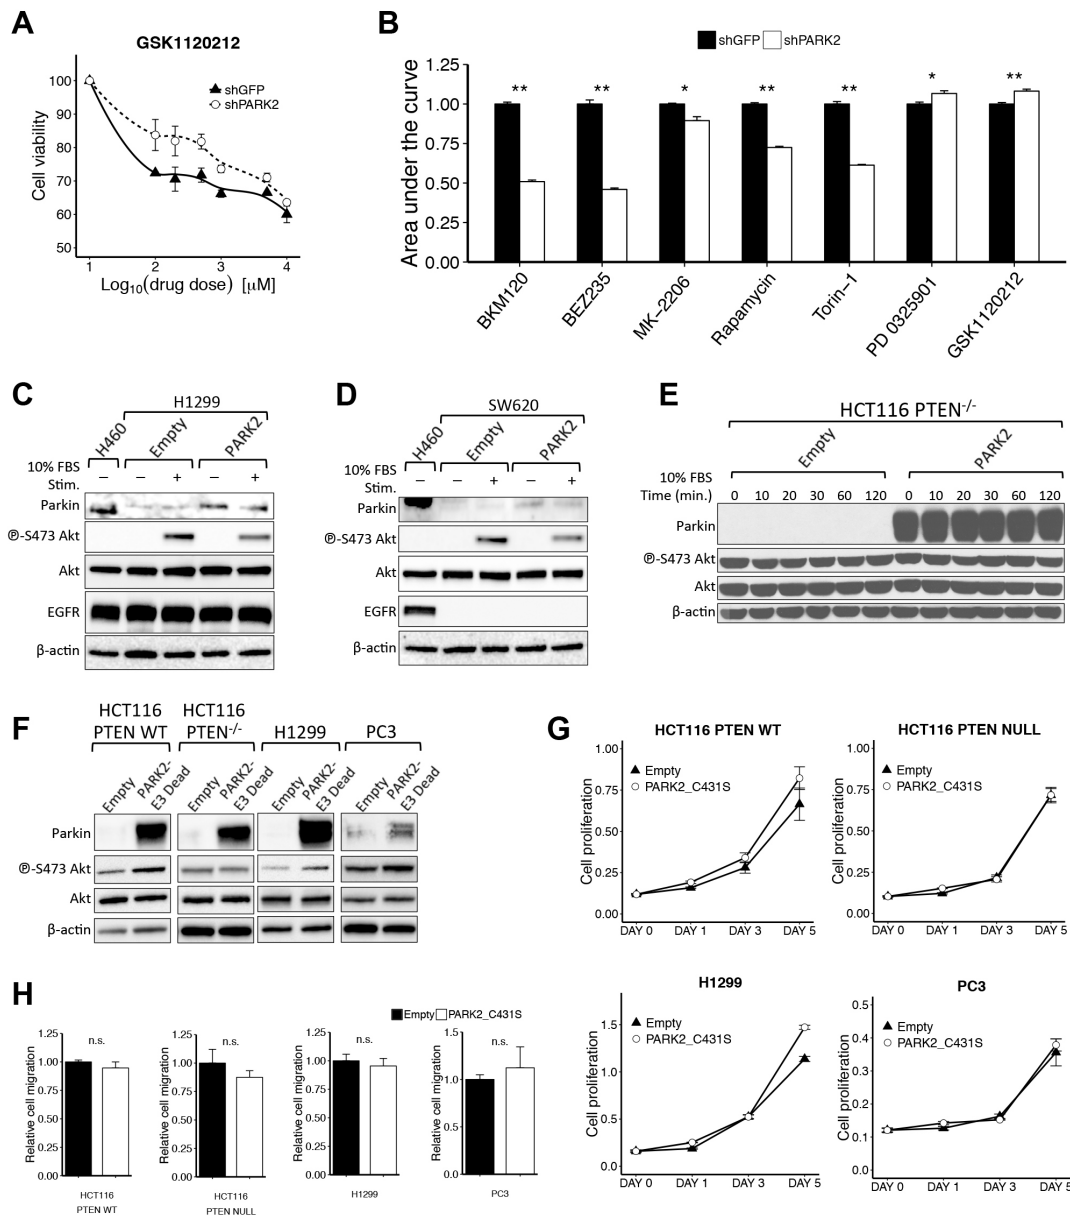 A
GSK1120212
shGFP
shPARK2
Cell viability
100
90
80
70
60
50
1 2 3 4
Log10(drug dose) [µM]
B
shGFP shPARK2
Area under the curve
1.25
1.00
0.75
0.50
0.25
0.00
** ** * ** ** * **
BKM120
BEZ235
MK−2206
Rapamycin
Torin−1
PD 0325901
GSK1120212
C
H1299
H460 Empty PARK2
10% FBS
Stim.
− − + − +
Parkin
℗-S473 Akt
Akt
EGFR
β-actin
D
SW620
H460 Empty PARK2
10% FBS
Stim.
− − + − +
Parkin
℗-S473 Akt
Akt
EGFR
β-actin
E
HCT116 PTEN-/-
Empty PARK2
10% FBS
Time (min.) 0 10 20 30 60 120 0 10 20 30 60 120
Parkin
℗-S473 Akt
Akt
β-actin
F
HCT116 PTEN WT
HCT116 PTEN-/-
H1299
PC3
Empty PARK2-E3 Dead Empty PARK2-E3 Dead Empty PARK2-E3 Dead Empty PARK2-E3 Dead
Parkin
℗-S473 Akt
Akt
β-actin
G
HCT116 PTEN WT
Empty
PARK2_C431S
Cell proliferation
1.00
0.75
0.50
0.25
0.00
DAY 0 DAY 1 DAY 3 DAY 5
HCT116 PTEN NULL
Empty
PARK2_C431S
Cell proliferation
1.00
0.75
0.50
0.25
0.00
DAY 0 DAY 1 DAY 3 DAY 5
H1299
Empty
PARK2_C431S
Cell proliferation
1.5
1.0
0.5
0.0
DAY 0 DAY 1 DAY 3 DAY 5
PC3
Empty
PARK2_C431S
Cell proliferation
0.5
0.4
0.3
0.2
0.1
0.0
DAY 0 DAY 1 DAY 3 DAY 5
H
Empty PARK2_C431S
Relative cell migration
1.25
1.00
0.75
0.50
0.25
0.00
n.s.
HCT116
PTEN WT
Relative cell migration
1.25
1.00
0.75
0.50
0.25
0.00
n.s.
HCT116
PTEN NULL
Relative cell migration
1.25
1.00
0.75
0.50
0.25
0.00
n.s.
H1299
Relative cell migration
1.5
1.0
0.5
0.0
n.s.
PC3